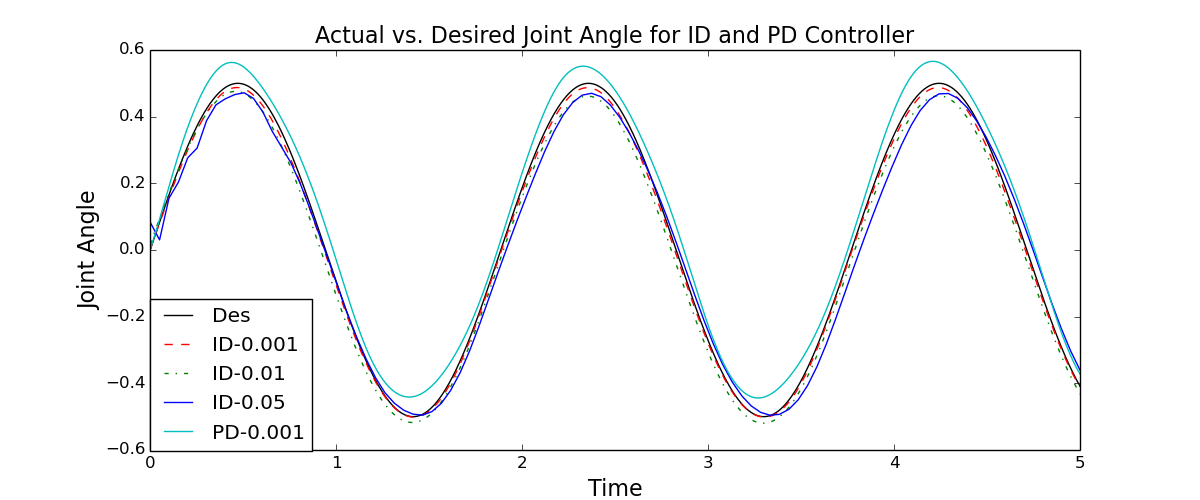 Actual vs. Desired Joint Angle for ID and PD Controller
0.6
0.4
0.2
0.0
−0.2
−0.4
−0.6
Joint Angle
Des
ID-0.001
ID-0.01
ID-0.05
PD-0.001
0 1 2 3 4 5
Time